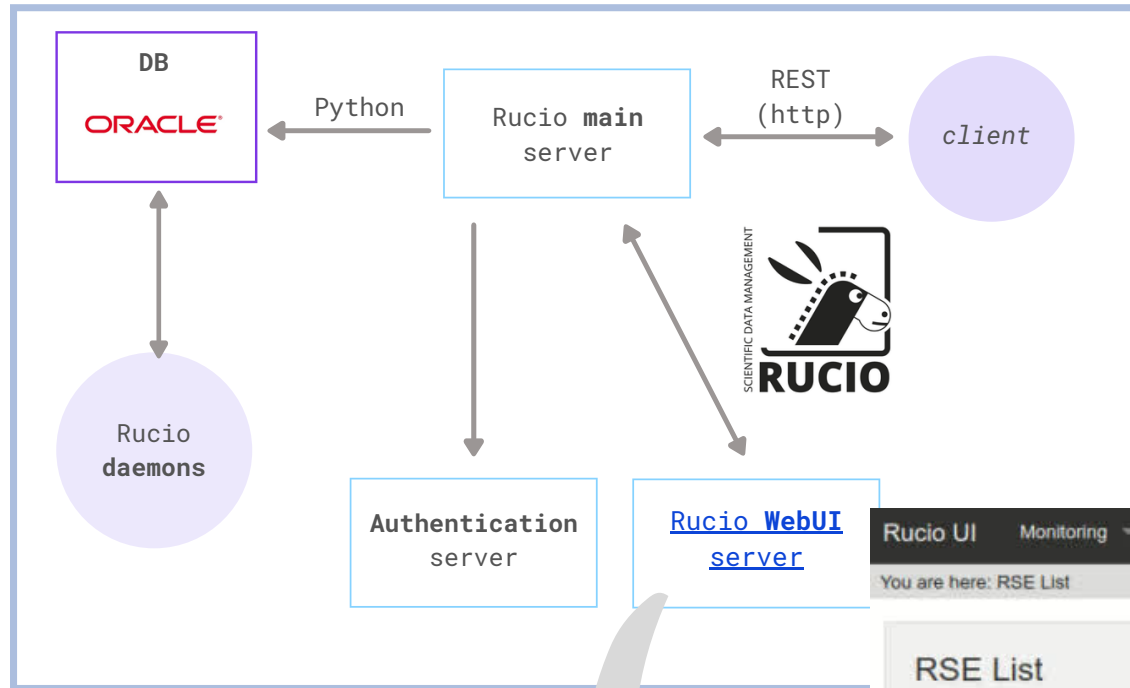 DB
ORACLE
Python
Rucio main
server
REST
(http)
client
SCIENTIFIC DATA MANAGEMENT
RUCIO
Rucio
daemons
Authentication
server
Rucio WebUI
server
Rucio UI Monitoring
You are here: RSE List
RSE List